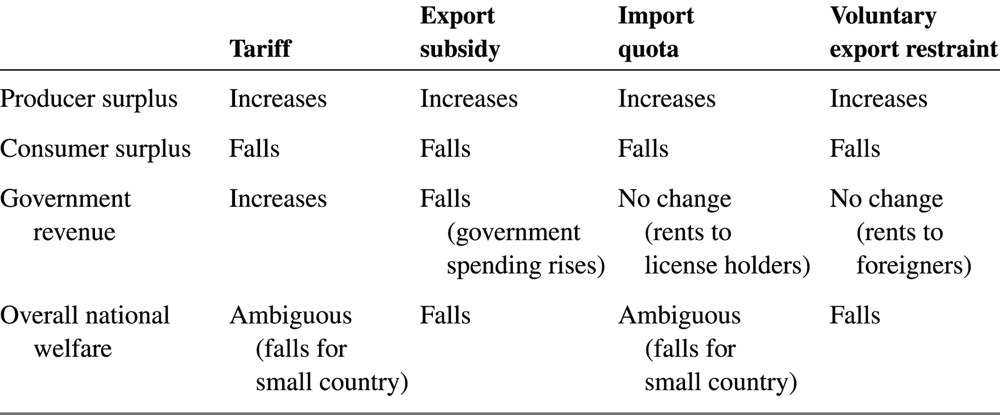 Export Import Voluntary
Tariff subsidy quota export restraint
Producer surplus Increases Increases Increases Increases
Consumer surplus Falls Falls Falls Falls
Government Increases Falls No change No change
revenue (government (rents to (rents to
spending rises) license holders) foreigners)
Overall national Ambiguous Falls Ambiguous Falls
welfare (falls for (falls for
small country) small country)